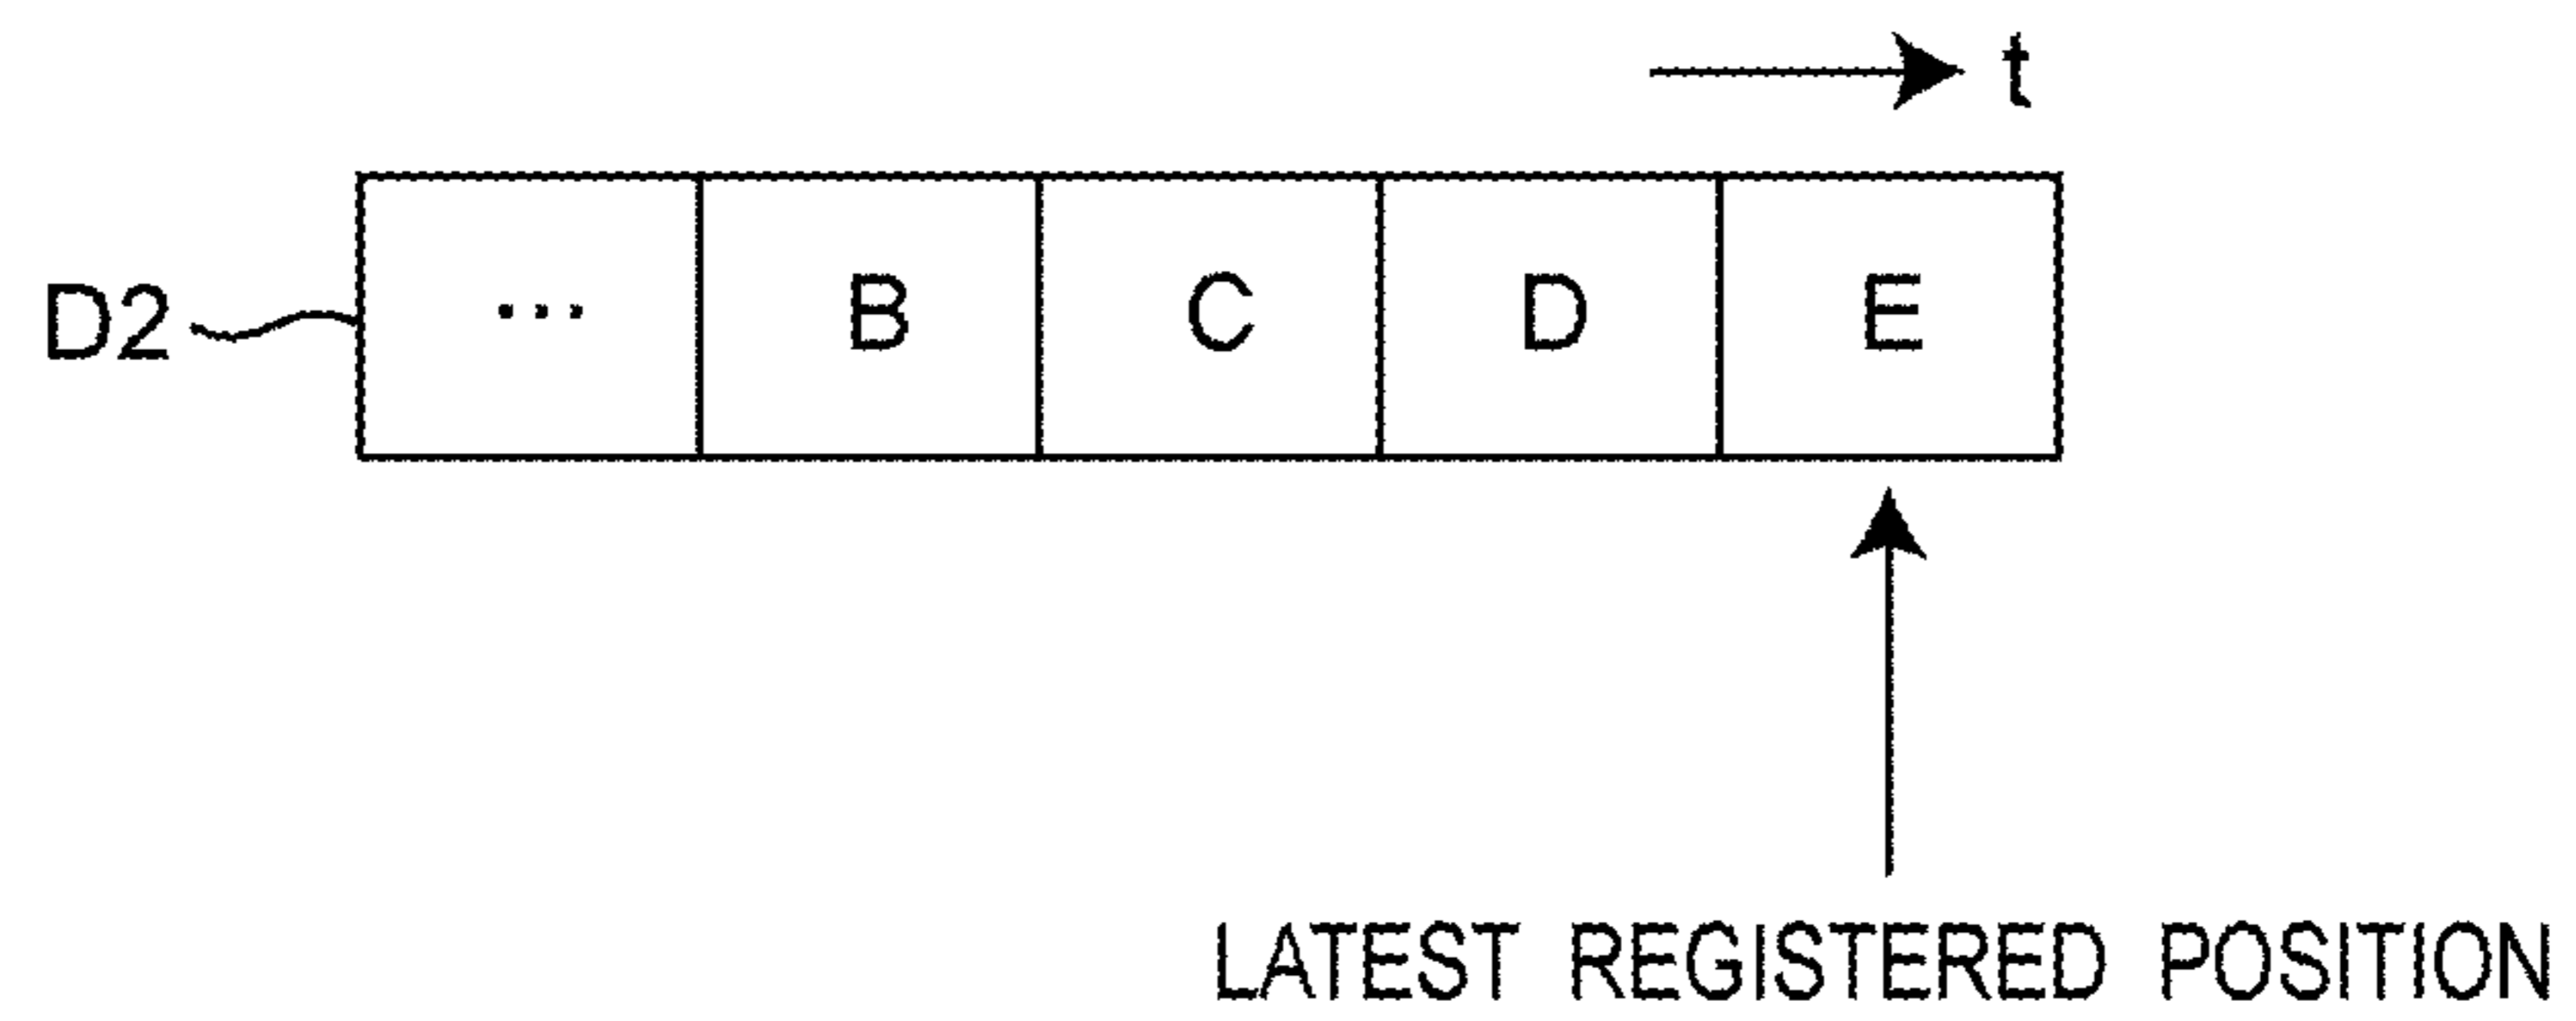 t
D2 ... B C D E
LATEST REGISTERED POSITION